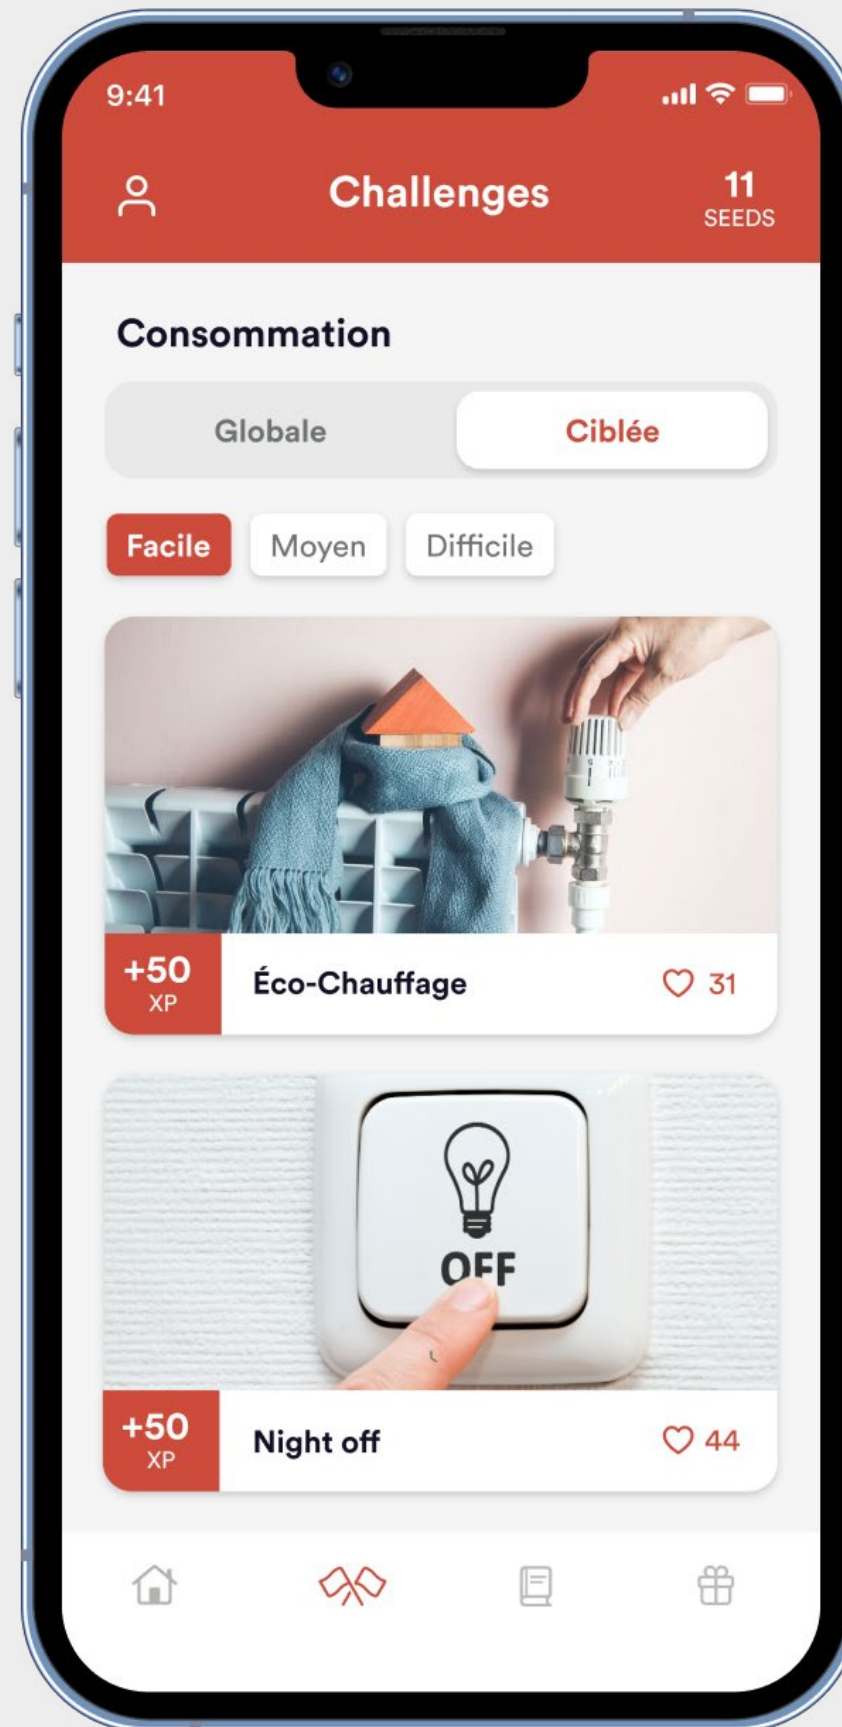 9:41
Challenges
11
SEEDS
Consommation
Globale
Ciblée
Facile
Moyen
Difficile
+50
XP
Éco-Chauffage
31
OFF
+50
XP
Night off
44